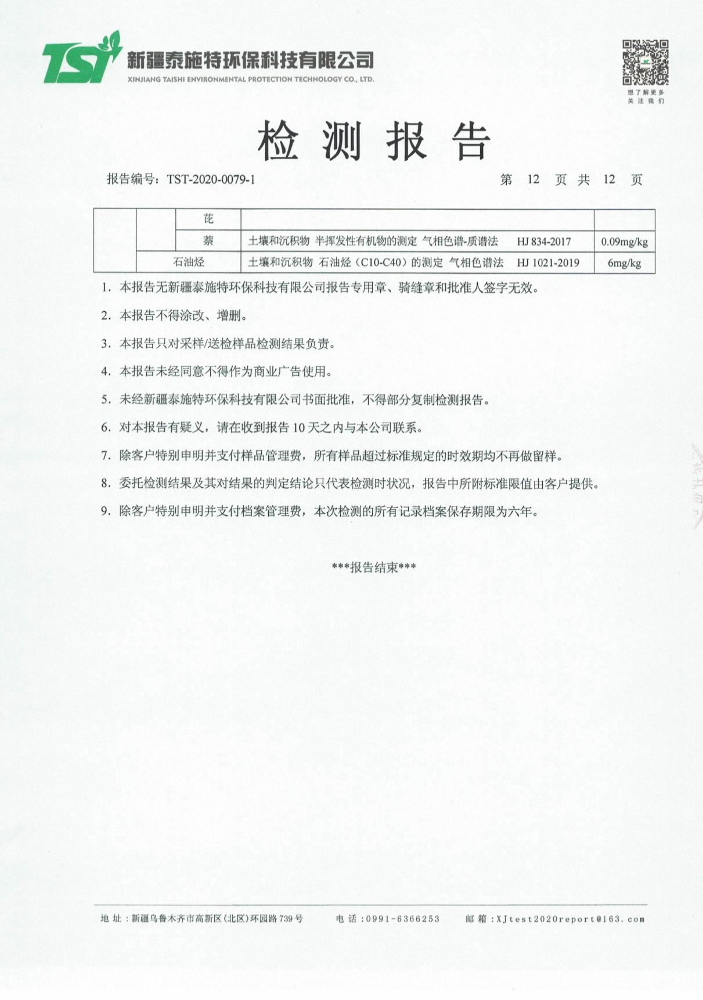 TST 新疆泰施特环保科技有限公司
XINJIANG TAISHI ENVIRONMENTAL PROTECTION TECHNOLOGY CO., LTD.
想了解更多
关注我们
检测报告
报告编号：TST-2020-0079-1 第 12 页 共 12 页
芘
萘 土壤和沉积物 半挥发性有机物的测定 气相色谱-质谱法 HJ 834-2017 0.09mg/kg
石油烃 土壤和沉积物 石油烃（C10-C40）的测定 气相色谱法 HJ 1021-2019 6mg/kg
1．本报告无新疆泰施特环保科技有限公司报告专用章、骑缝章和批准人签字无效。
2．本报告不得涂改、增删。
3．本报告只对采样/送检样品检测结果负责。
4．本报告未经同意不得作为商业广告使用。
5．未经新疆泰施特环保科技有限公司书面批准，不得部分复制检测报告。
6．对本报告有疑义，请在收到报告 10 天之内与本公司联系。
7．除客户特别申明并支付样品管理费，所有样品超过标准规定的时效期均不再做留样。
8．委托检测结果及其对结果的判定结论只代表检测时状况，报告中所附标准限值由客户提供。
9．除客户特别申明并支付档案管理费，本次检测的所有记录档案保存期限为六年。
***报告结束***
地址:新疆乌鲁木齐市高新区(北区)环园路739号 电话:0991-6366253 邮箱:XJtest2020report@163.com